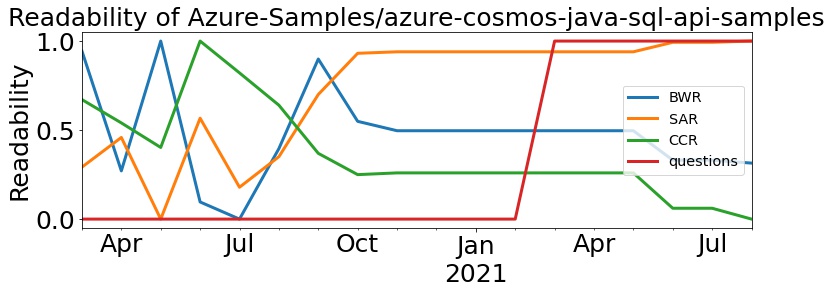 Readability of Azure-Samples/azure-cosmos-java-sql-api-samples
Readability
1.0
0.5
0.0
BWR
SAR
CCR
questions
Apr Jul Oct Jan Apr Jul
2021